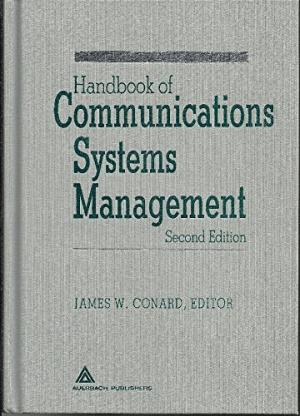 Handbook of
Communications
Systems
Management
Second Edition
JAMES W. CONARD, EDITOR
AUERBACH PUBLISHERS